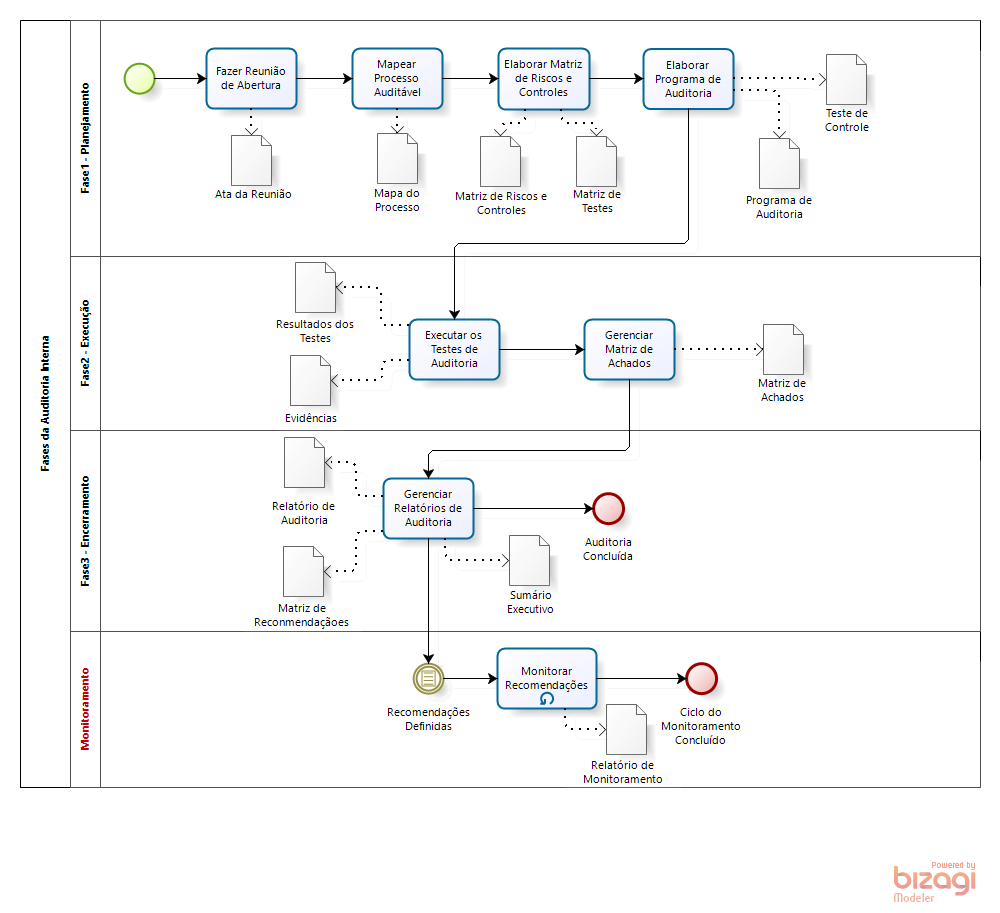 Fases da Auditoria Interna
Fase1 - Planejamento
Fazer Reunião
de Abertura
Mapear
Processo
Auditável
Elaborar Matriz
de Riscos e
Controles
Elaborar
Programa de
Auditoria
Teste de
Controle
Ata da Reunião
Mapa do
Processo
Matriz de Riscos e
Controles
Matriz de
Testes
Programa de
Auditoria
Fase2 - Execução
Resultados dos
Testes
Executar os
Testes de
Auditoria
Gerenciar
Matriz de
Achados
Matriz de
Achados
Evidências
Fase3 - Encerramento
Relatório de
Auditoria
Gerenciar
Relatórios de
Auditoria
Auditoria
Concluída
Matriz de
Reconmendaçãoes
Sumário
Executivo
Monitoramento
Recomendações
Definidas
Monitorar
Recomendações
Ciclo do
Monitoramento
Concluído
Relatório de
Monitoramento
Powered by
bizagi
Modeler